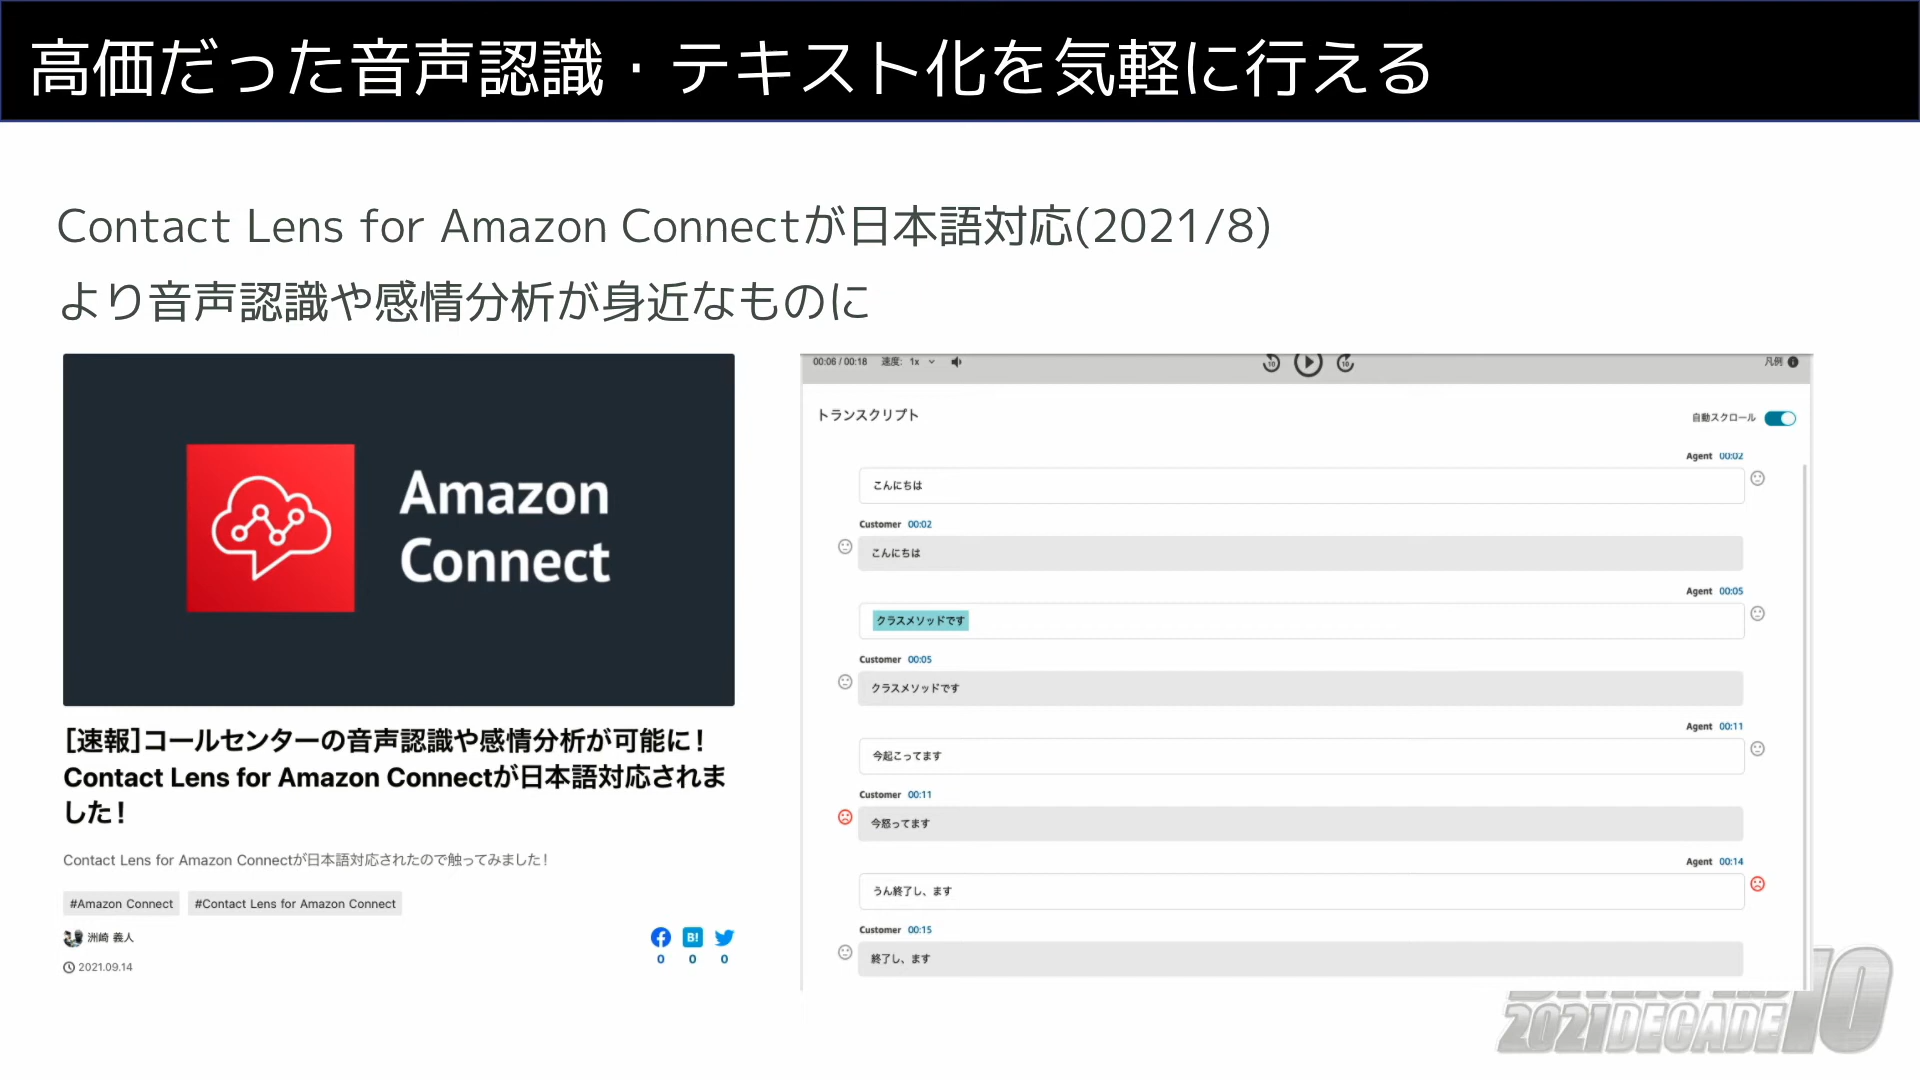 高価だった音声認識・テキスト化を気軽に行える
Contact Lens for Amazon Connectが日本語対応(2021/8)
より音声認識や感情分析が身近なものに
Amazon
Connect
[速報]コールセンターの音声認識や感情分析が可能に！
Contact Lens for Amazon Connectが日本語対応されま
した！
Contact Lens for Amazon Connectが日本語対応されたので触ってみました！
#Amazon Connect #Contact Lens for Amazon Connect
洲崎 義人
2021.09.14
B!
0 0 0
00:06 / 00:18 速度: 1x 10 10 凡例
トランスクリプト
自動スクロール
Agent 00:02
こんにちは
Customer 00:02
こんにちは
Agent 00:05
クラスメソッドです
Customer 00:05
クラスメソッドです
Agent 00:11
今起こってます
Customer 00:11
今怒ってます
Agent 00:14
うん終了し、ます
Customer 00:15
終了し、ます
2021 DECADE 10